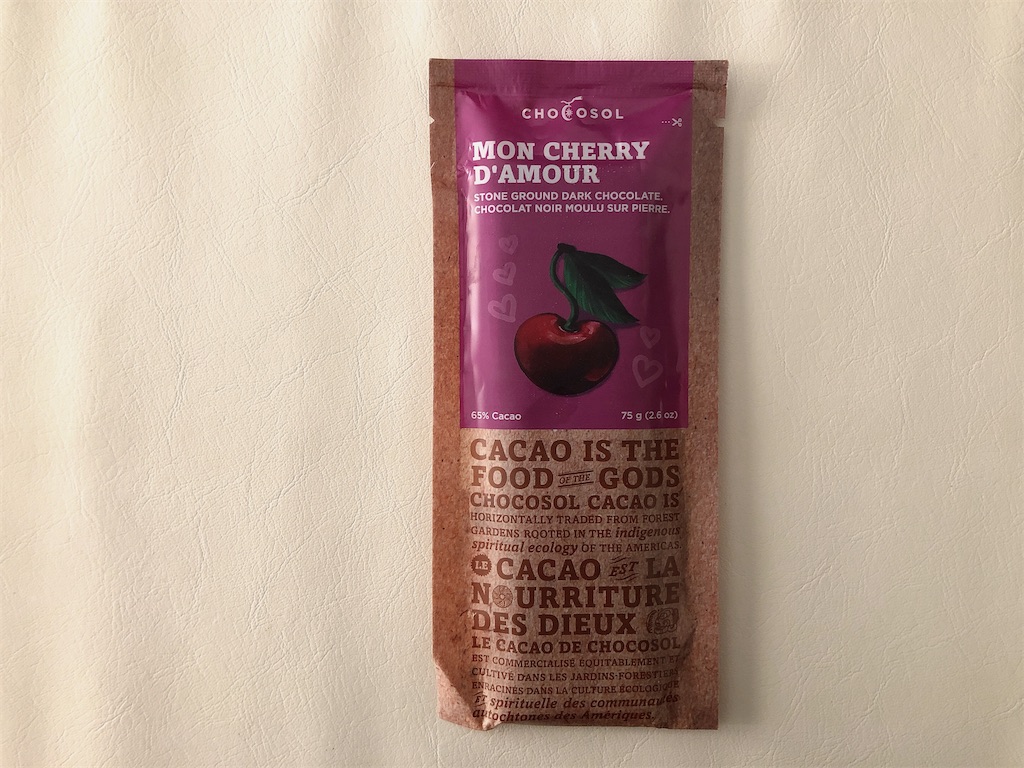 CHOCOSOL
MON CHERRY
D'AMOUR
STONE GROUND DARK CHOCOLATE.
CHOCOLAT NOIR MOULU SUR PIERRE.
65% Cacao
75 g (2.6 oz)
CACAO IS THE
FOOD OF THE GODS
CHOCOSOL CACAO IS
HORIZONTALLY TRADED FROM FOREST
GARDENS ROOTED IN THE indigenous
spiritual ecology OF THE AMERICAS.
LE CACAO EST LA
NOURRITURE
DES DIEUX
LE CACAO DE CHOCOSOL
EST COMMERCIALISÉ ÉQUITABLEMENT ET
CULTIVÉ DANS LES JARDINS-FORESTIERS
ENRACINÉS DANS LA CULTURE ÉCOLOGIQUE
ET spirituelle des communautés
autochtones des Amériques.